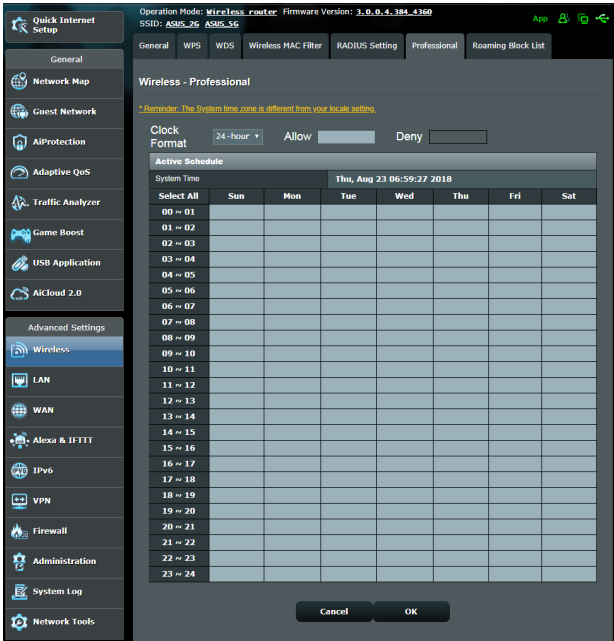 Quick Internet
Setup
Operation Mode: Wireless router Firmware Version: 3.0.0.4.384_4360
SSID: ASUS_2G ASUS_5G
App
General WPS WDS Wireless MAC Filter RADIUS Setting Professional Roaming Block List
General
Network Map
Guest Network
AiProtection
Adaptive QoS
Traffic Analyzer
Game Boost
USB Application
AiCloud 2.0
Advanced Settings
Wireless
LAN
WAN
Alexa & IFTTT
IPv6
VPN
Firewall
Administration
System Log
Network Tools
Wireless - Professional
* Reminder: The System time zone is different from your locale setting.
Clock
Format
24-hour Allow Deny
Active Schedule
System Time Thu, Aug 23 06:59:27 2018
Select All Sun Mon Tue Wed Thu Fri Sat
00 ~ 01
01 ~ 02
02 ~ 03
03 ~ 04
04 ~ 05
05 ~ 06
06 ~ 07
07 ~ 08
08 ~ 09
09 ~ 10
10 ~ 11
11 ~ 12
12 ~ 13
13 ~ 14
14 ~ 15
15 ~ 16
16 ~ 17
17 ~ 18
18 ~ 19
19 ~ 20
20 ~ 21
21 ~ 22
22 ~ 23
23 ~ 24
Cancel OK